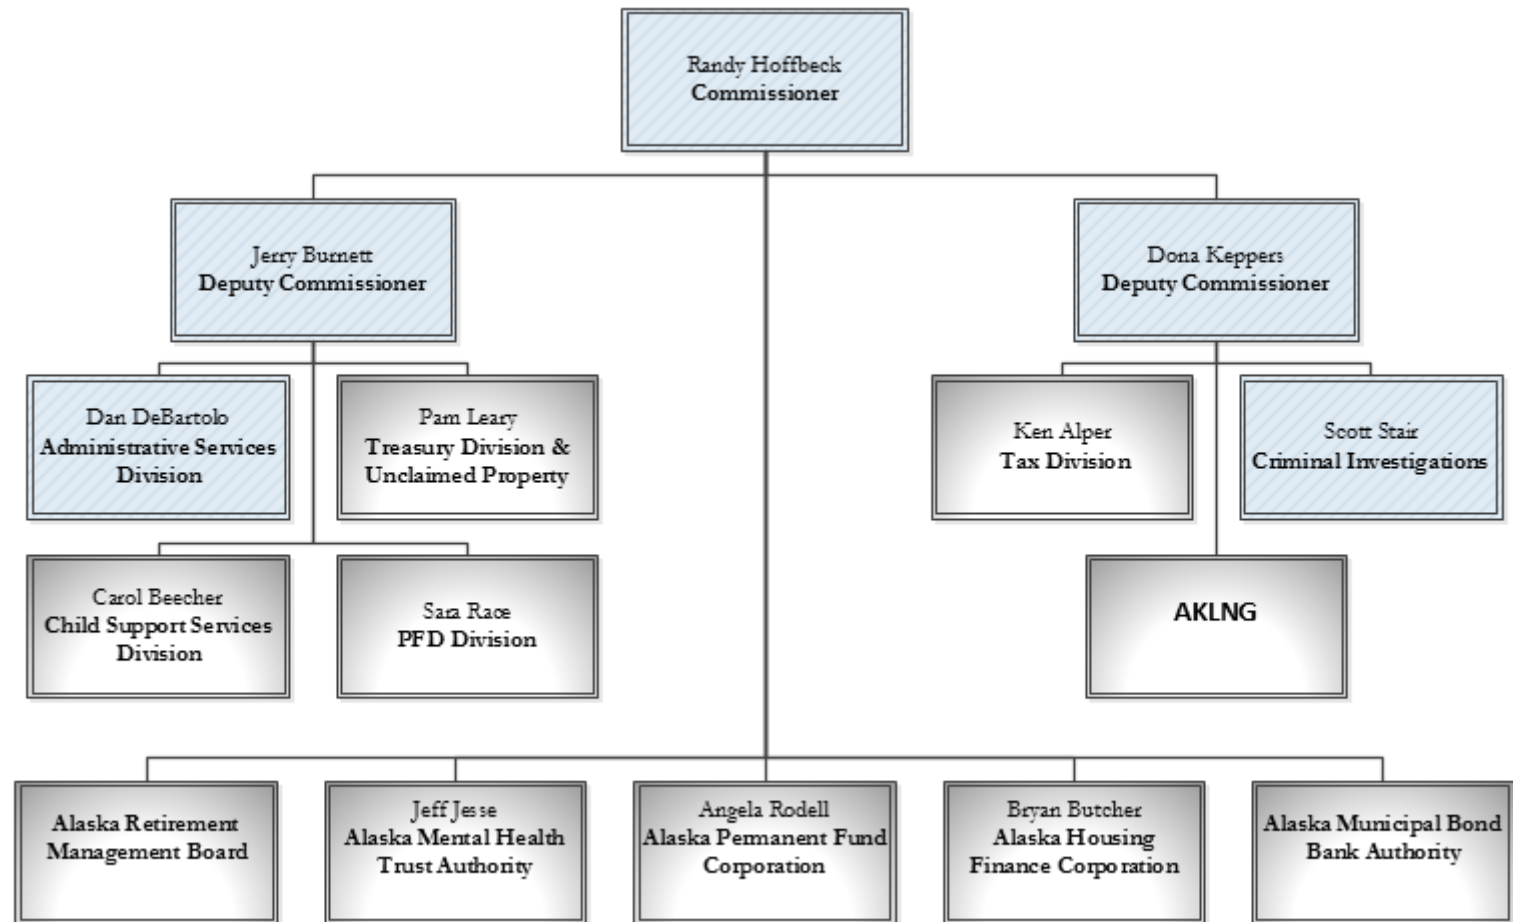 Randy Hoffbeck
Commissioner
Jerry Burnett
Deputy Commissioner
Dona Keppers
Deputy Commissioner
Dan DeBartolo
Administrative Services
Division
Pam Leary
Treasury Division &
Unclaimed Property
Ken Alper
Tax Division
Scott Stair
Criminal Investigations
Carol Beecher
Child Support Services
Division
Sara Race
PFD Division
AKLNG
Alaska Retirement
Management Board
Jeff Jesse
Alaska Mental Health
Trust Authority
Angela Rodell
Alaska Permanent Fund
Corporation
Bryan Butcher
Alaska Housing
Finance Corporation
Alaska Municipal Bond
Bank Authority